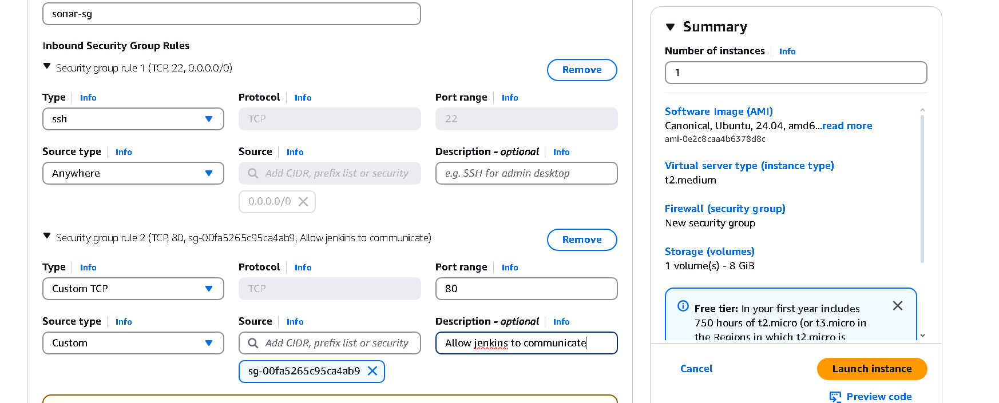 sonar-sg
Inbound Security Group Rules
Security group rule 1 (TCP, 22, 0.0.0.0/0)
Remove
Type Info
Protocol Info
Port range Info
ssh
TCP
22
Source type Info
Source Info
Description - optional Info
Anywhere
Add CIDR, prefix list or security
e.g. SSH for admin desktop
0.0.0.0/0
Security group rule 2 (TCP, 80, sg-00fa5265c95ca4ab9, Allow jenkins to communicate)
Remove
Type Info
Protocol Info
Port range Info
Custom TCP
TCP
80
Source type Info
Source Info
Description - optional Info
Custom
Add CIDR, prefix list or security
Allow jenkins to communicate
sg-00fa5265c95ca4ab9
Summary
Number of instances Info
1
Software Image (AMI)
Canonical, Ubuntu, 24.04, amd6...read more
ami-0e2c8caa4b6378d8c
Virtual server type (instance type)
t2.medium
Firewall (security group)
New security group
Storage (volumes)
1 volume(s) - 8 GiB
Free tier: In your first year includes
750 hours of t2.micro (or t3.micro in
the Regions in which t2.micro is
Cancel
Launch instance
Preview code